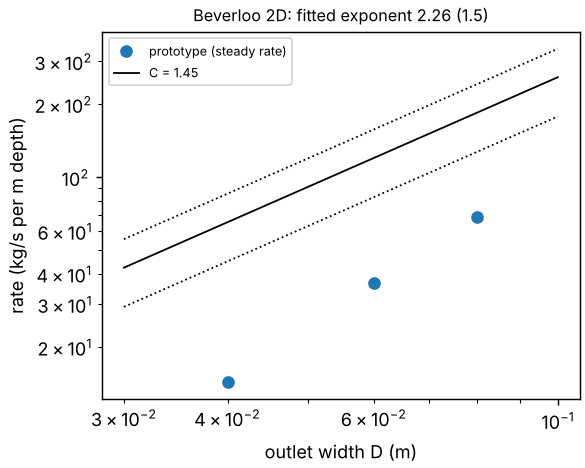 Beverloo 2D: fitted exponent 2.26 (1.5)
prototype (steady rate)
C = 1.45
rate (kg/s per m depth)
3 × 10²
2 × 10²
10²
6 × 10¹
4 × 10¹
3 × 10¹
2 × 10¹
3 × 10⁻²
4 × 10⁻²
6 × 10⁻²
10⁻¹
outlet width D (m)